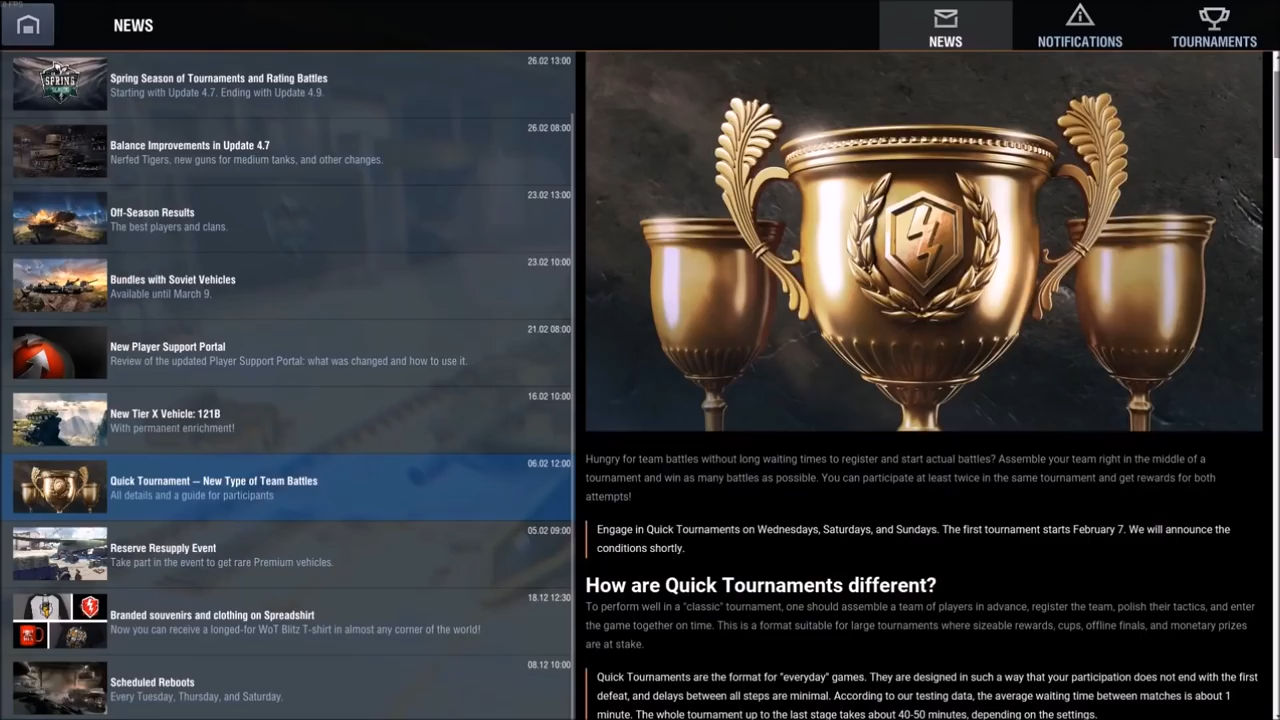 0 FPS
NEWS
NEWS
NOTIFICATIONS
TOURNAMENTS
26.02 13:00
Spring Season of Tournaments and Rating Battles
Starting with Update 4.7. Ending with Update 4.9.
SPRING
26.02 08:00
Balance Improvements in Update 4.7
Nerfed Tigers, new guns for medium tanks, and other changes.
23.02 13:00
Off-Season Results
The best players and clans.
23.02 10:00
Bundles with Soviet Vehicles
Available until March 9.
21.02 08:00
New Player Support Portal
Review of the updated Player Support Portal: what was changed and how to use it.
16.02 10:00
New Tier X Vehicle: 121B
With permanent enrichment!
06.02 12:00
Quick Tournament – New Type of Team Battles
All details and a guide for participants
05.02 09:00
Reserve Resupply Event
Take part in the event to get rare Premium vehicles.
18.12 12:30
Branded souvenirs and clothing on Spreadshirt
Now you can receive a longed-for WoT Blitz T-shirt in almost any corner of the world!
08.12 10:00
Scheduled Reboots
Every Tuesday, Thursday, and Saturday.
Hungry for team battles without long waiting times to register and start actual battles? Assemble your team right in the middle of a
tournament and win as many battles as possible. You can participate at least twice in the same tournament and get rewards for both
attempts!
Engage in Quick Tournaments on Wednesdays, Saturdays, and Sundays. The first tournament starts February 7. We will announce the
conditions shortly.
How are Quick Tournaments different?
To perform well in a "classic" tournament, one should assemble a team of players in advance, register the team, polish their tactics, and enter
the game together on time. This is a format suitable for large tournaments where sizeable rewards, cups, offline finals, and monetary prizes
are at stake.
Quick Tournaments are the format for "everyday" games. They are designed in such a way that your participation does not end with the first
defeat, and delays between all steps are minimal. According to our testing data, the average waiting time between matches is about 1
minute. The whole tournament up to the last stage takes about 40-50 minutes, depending on the settings.